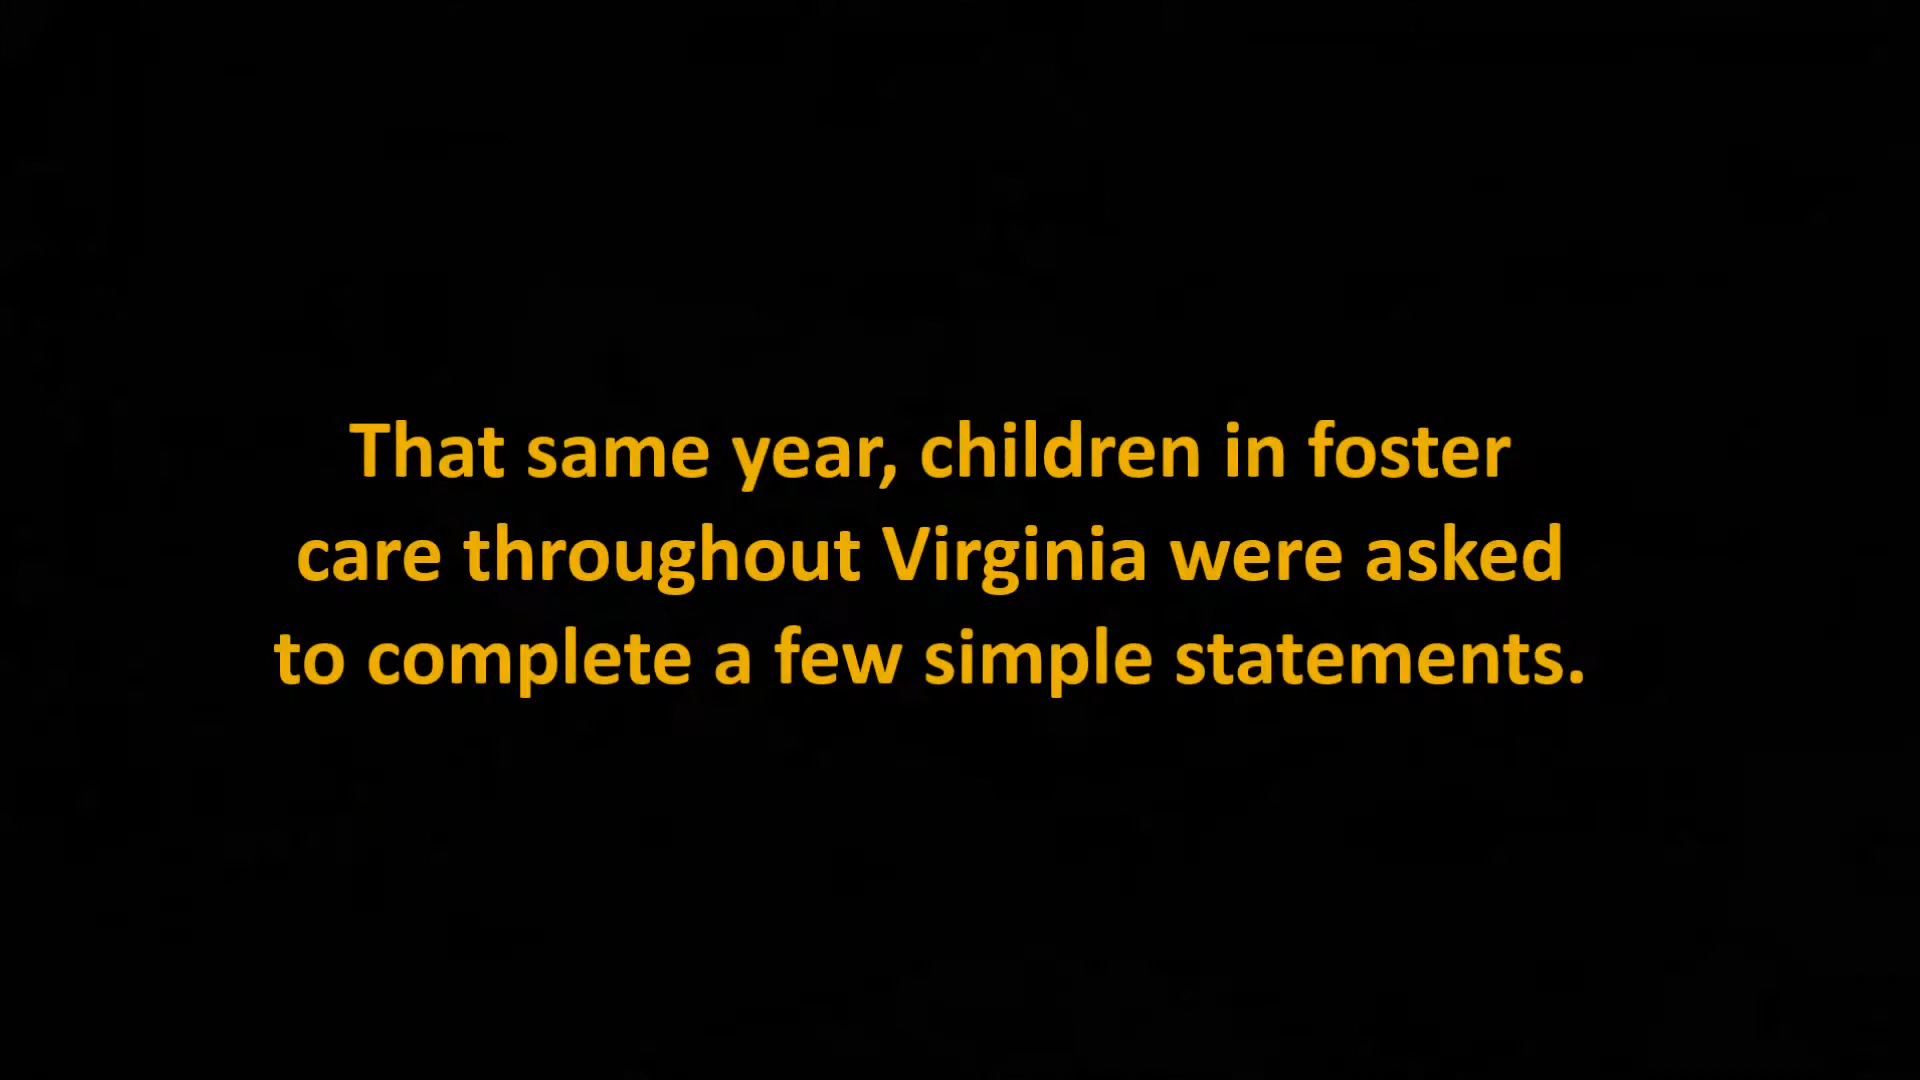 That same year, children in foster
care throughout Virginia were asked
to complete a few simple statements.